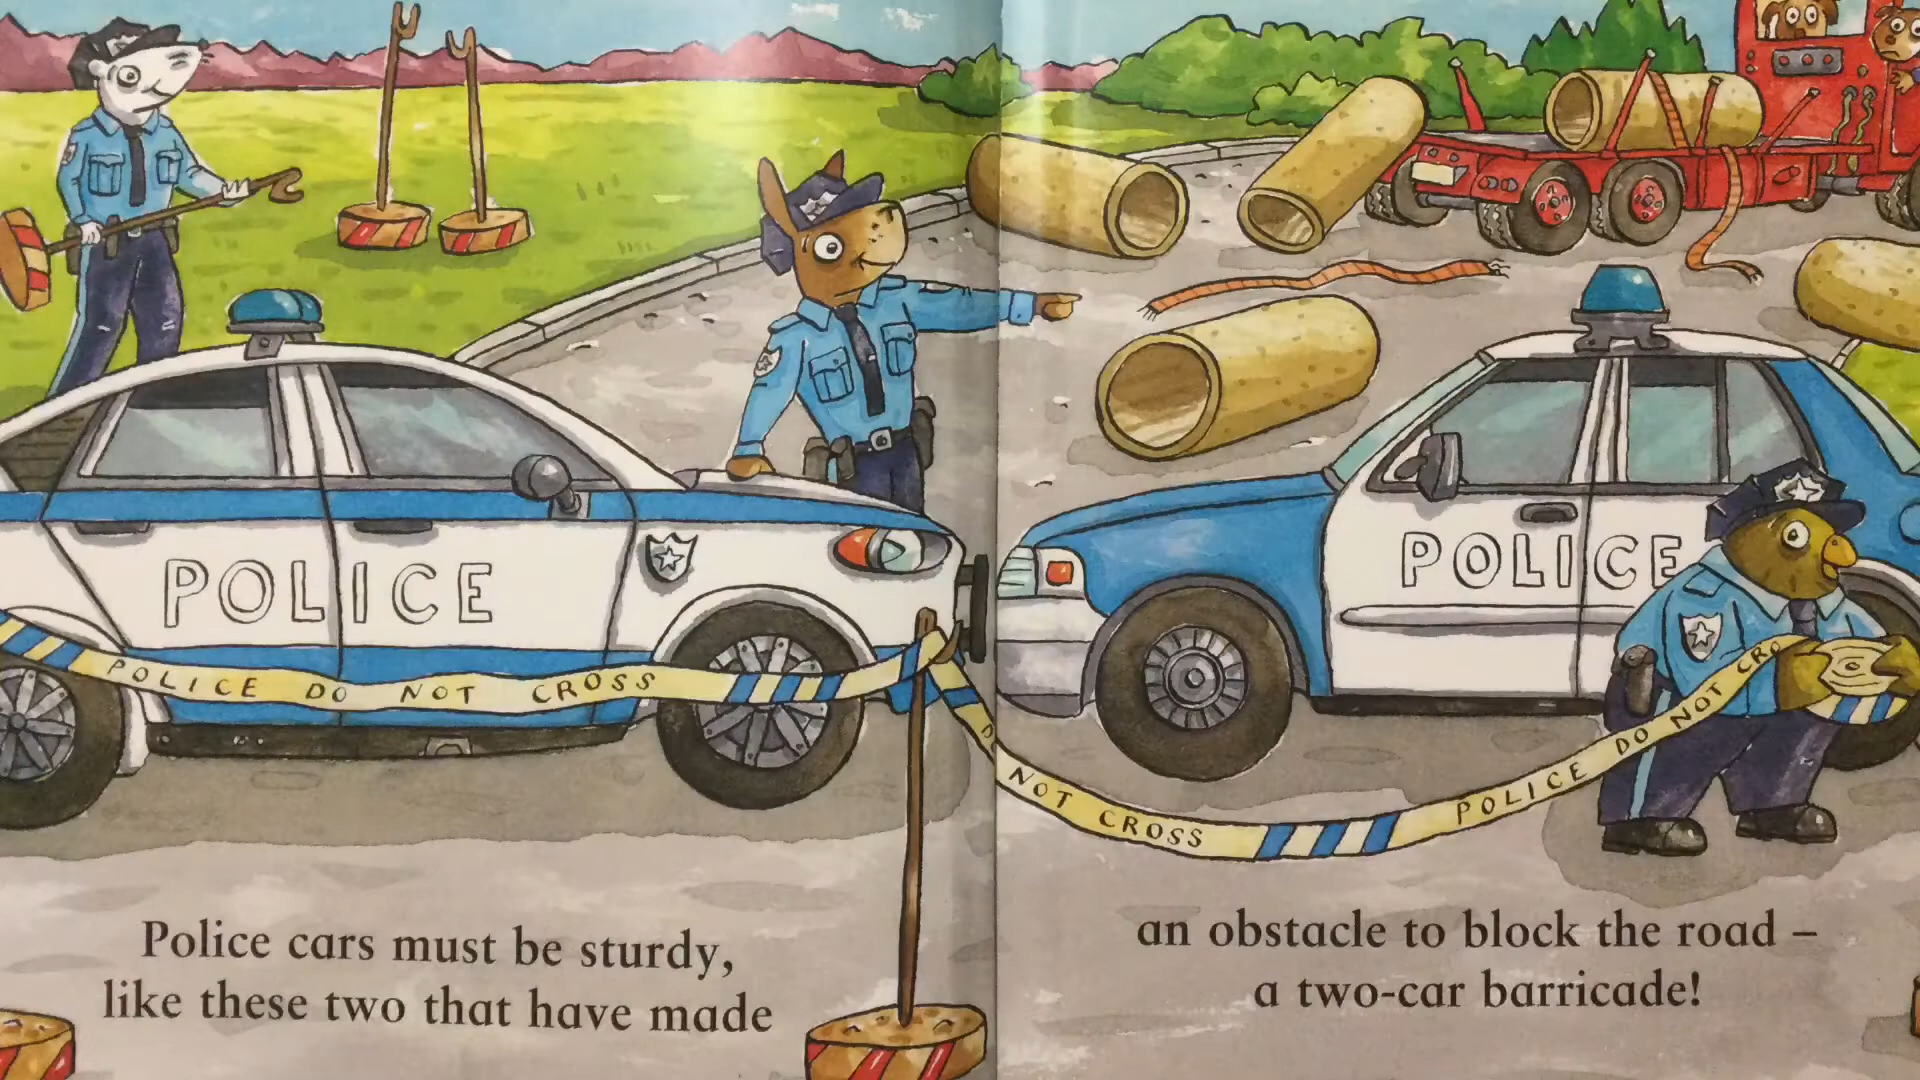 POLICE
POLICE
POLICE DO NOT CROSS
D
NOT CROSS
POLICE DO NOT CRO
Police cars must be sturdy,
like these two that have made
an obstacle to block the road –
a two-car barricade!